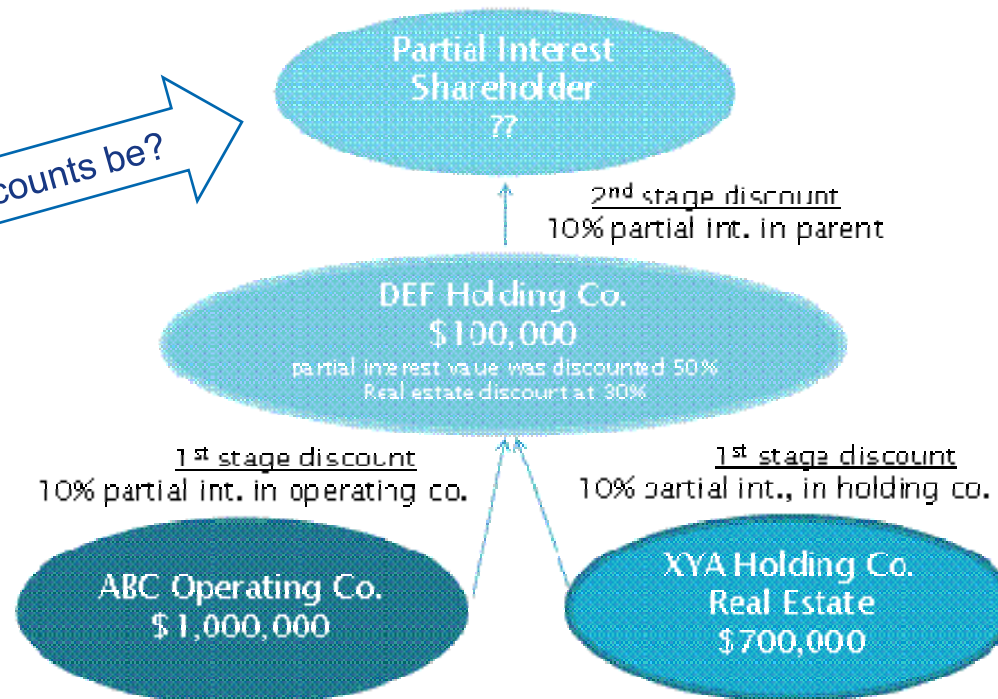 Partial Interest
Shareholder
??
counts be?
2nd stage discount
10% partial int. in parent
DEF Holding Co.
$100,000
partial interest value was discounted 50%
Real estate discount at 30%
1st stage discount
10% partial int. in operating co.
1st stage discount
10% partial int., in holding co.
ABC Operating Co.
$1,000,000
XYA Holding Co.
Real Estate
$700,000